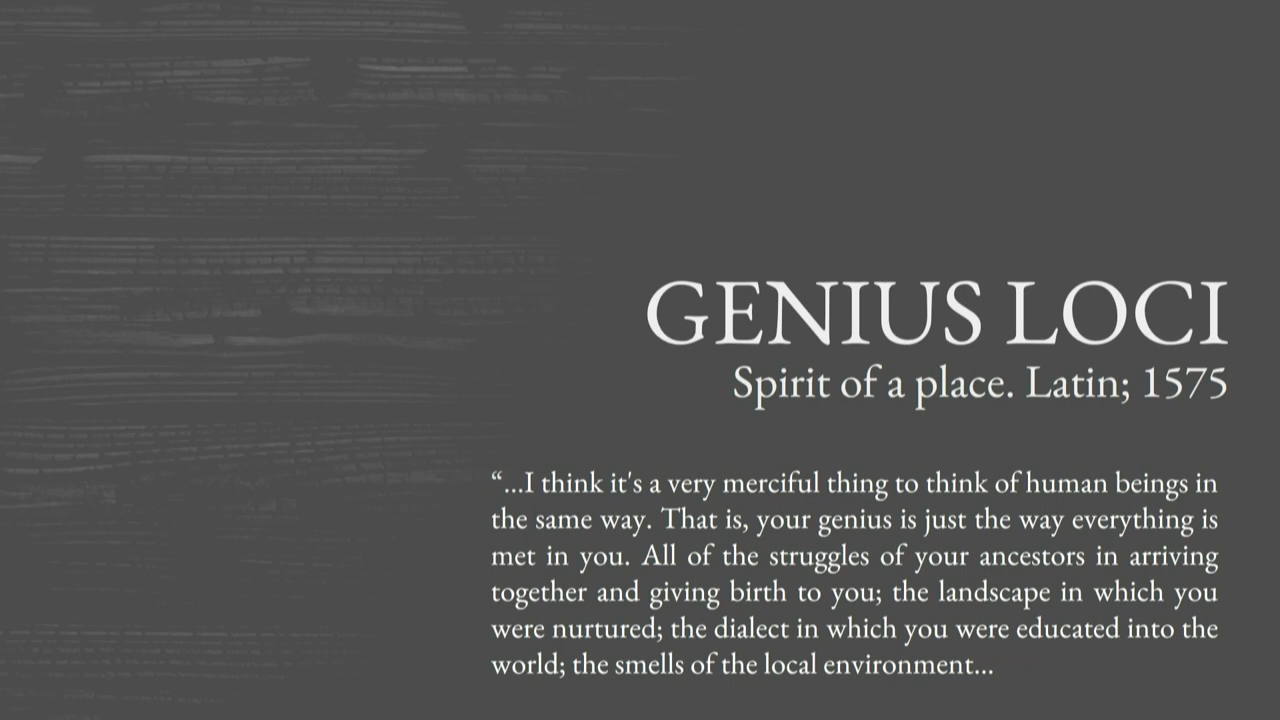 GENIUS LOCI
Spirit of a place. Latin; 1575
“...I think it's a very merciful thing to think of human beings in
the same way. That is, your genius is just the way everything is
met in you. All of the struggles of your ancestors in arriving
together and giving birth to you; the landscape in which you
were nurtured; the dialect in which you were educated into the
world; the smells of the local environment...